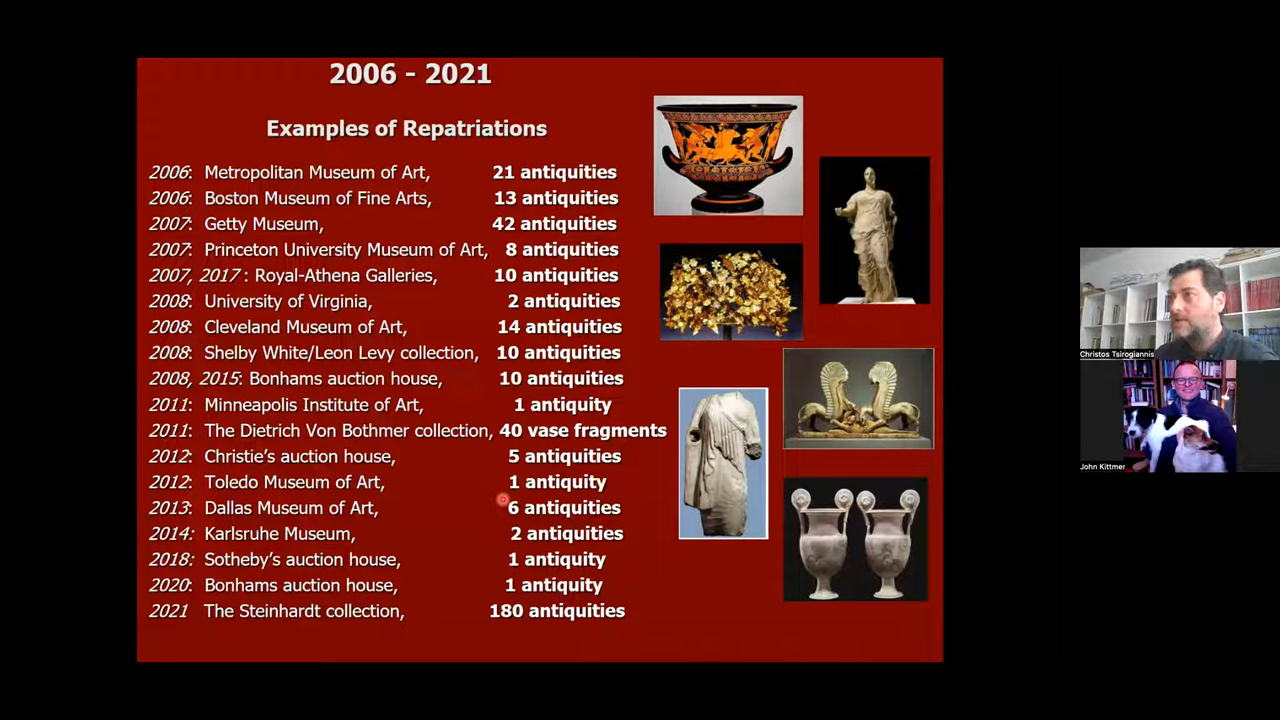 2006 - 2021
Examples of Repatriations
2006: Metropolitan Museum of Art, 21 antiquities
2006: Boston Museum of Fine Arts, 13 antiquities
2007: Getty Museum, 42 antiquities
2007: Princeton University Museum of Art, 8 antiquities
2007, 2017 : Royal-Athena Galleries, 10 antiquities
2008: University of Virginia, 2 antiquities
2008: Cleveland Museum of Art, 14 antiquities
2008: Shelby White/Leon Levy collection, 10 antiquities
2008, 2015: Bonhams auction house, 10 antiquities
2011: Minneapolis Institute of Art, 1 antiquity
2011: The Dietrich Von Bothmer collection, 40 vase fragments
2012: Christie's auction house, 5 antiquities
2012: Toledo Museum of Art, 1 antiquity
2013: Dallas Museum of Art, 6 antiquities
2014: Karlsruhe Museum, 2 antiquities
2018: Sotheby's auction house, 1 antiquity
2020: Bonhams auction house, 1 antiquity
2021 The Steinhardt collection, 180 antiquities
Christos Tsirogiannis
John Kittmer